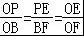 OP/OB = PE/BF = OE/OF